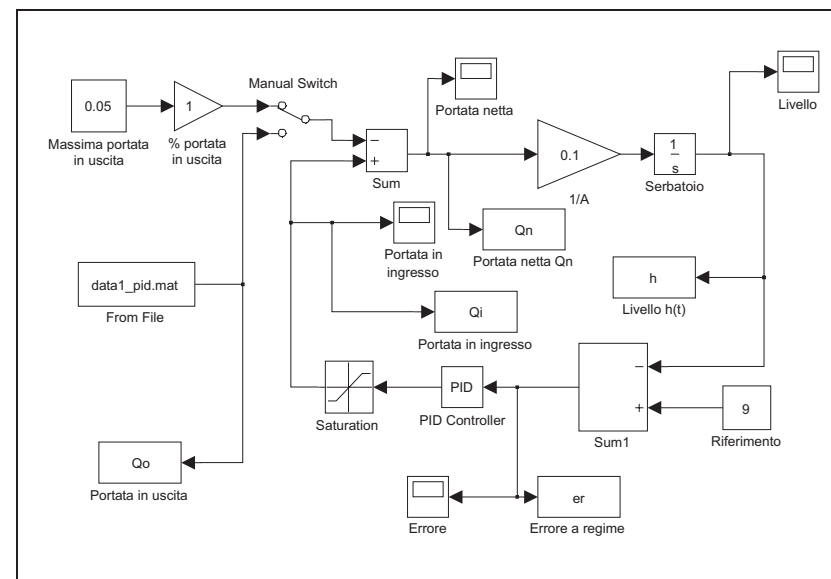 Manual Switch
0.05
1
Massima portata
in uscita
% portata
in uscita
−
+
Sum
Portata netta
0.1
1/A
1
s
Serbatoio
Livello
Portata in
ingresso
Qn
Portata netta Qn
data1_pid.mat
From File
Qi
Portata in ingresso
h
Livello h(t)
Saturation
PID
PID Controller
−
+
Sum1
9
Riferimento
Qo
Portata in uscita
Errore
er
Errore a regime